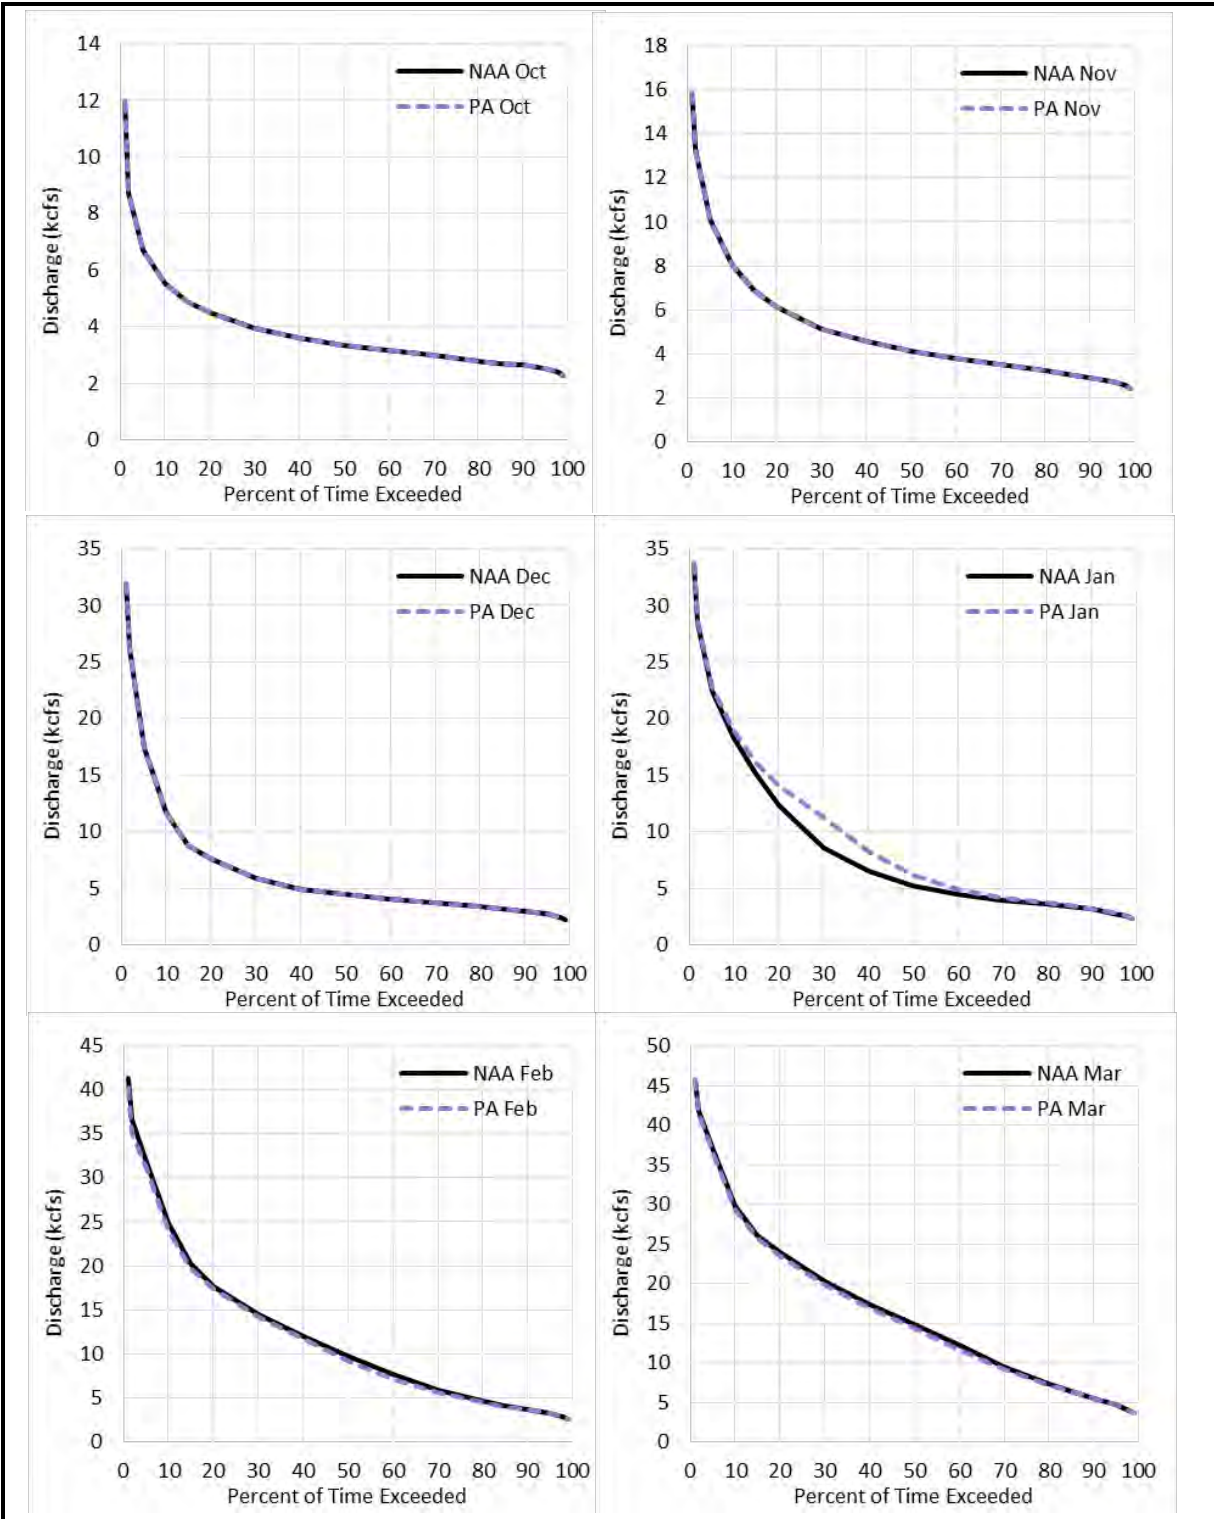 14
12
10
8
6
4
2
0
Discharge (kcfs)
NAA Oct
PA Oct
0 10 20 30 40 50 60 70 80 90 100
Percent of Time Exceeded
18
16
14
12
10
8
6
4
2
0
Discharge (kcfs)
NAA Nov
PA Nov
0 10 20 30 40 50 60 70 80 90 100
Percent of Time Exceeded
35
30
25
20
15
10
5
0
Discharge (kcfs)
NAA Dec
PA Dec
0 10 20 30 40 50 60 70 80 90 100
Percent of Time Exceeded
35
30
25
20
15
10
5
0
Discharge (kcfs)
NAA Jan
PA Jan
0 10 20 30 40 50 60 70 80 90 100
Percent of Time Exceeded
45
40
35
30
25
20
15
10
5
0
Discharge (kcfs)
NAA Feb
PA Feb
0 10 20 30 40 50 60 70 80 90 100
Percent of Time Exceeded
50
45
40
35
30
25
20
15
10
5
0
Discharge (kcfs)
NAA Mar
PA Mar
0 10 20 30 40 50 60 70 80 90 100
Percent of Time Exceeded